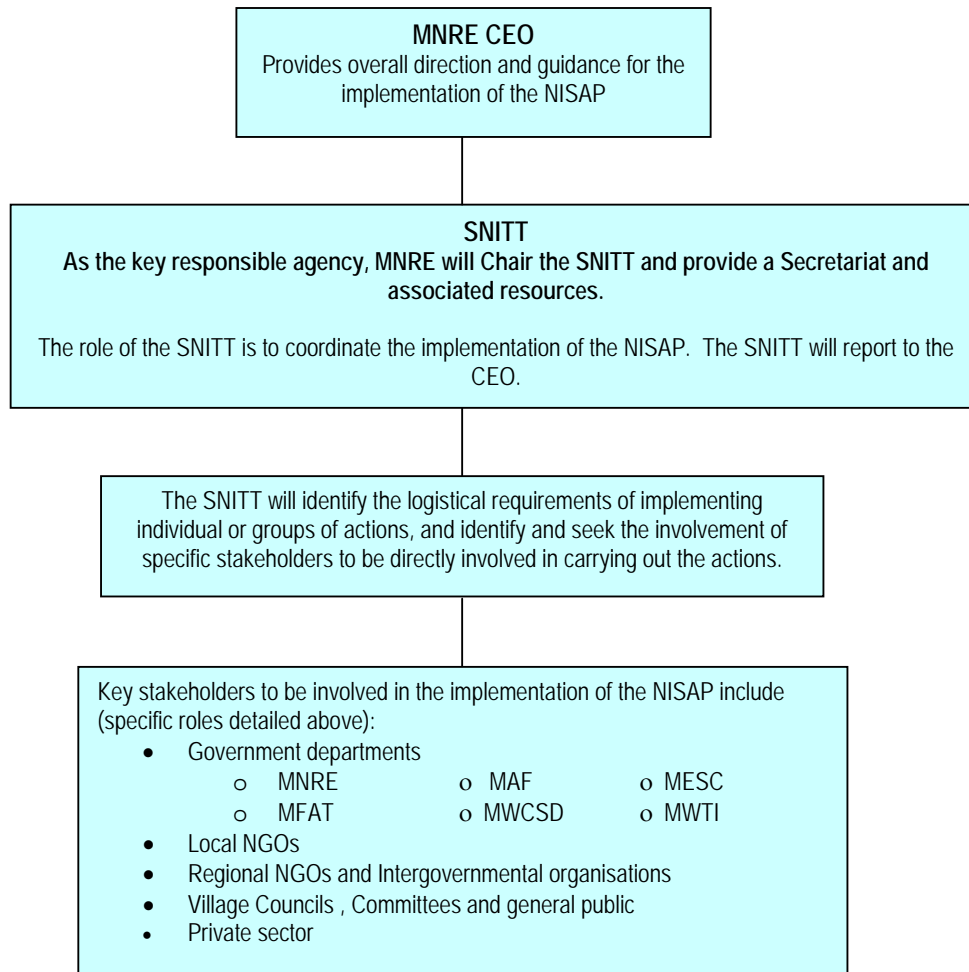 MNRE CEO
Provides overall direction and guidance for the
implementation of the NISAP
SNITT
As the key responsible agency, MNRE will Chair the SNITT and provide a Secretariat and
associated resources.
The role of the SNITT is to coordinate the implementation of the NISAP. The SNITT will report to the
CEO.
The SNITT will identify the logistical requirements of implementing
individual or groups of actions, and identify and seek the involvement of
specific stakeholders to be directly involved in carrying out the actions.
Key stakeholders to be involved in the implementation of the NISAP include
(specific roles detailed above):
• Government departments
o MNRE o MAF o MESC
o MFAT o MWCSD o MWTI
• Local NGOs
• Regional NGOs and Intergovernmental organisations
• Village Councils , Committees and general public
• Private sector